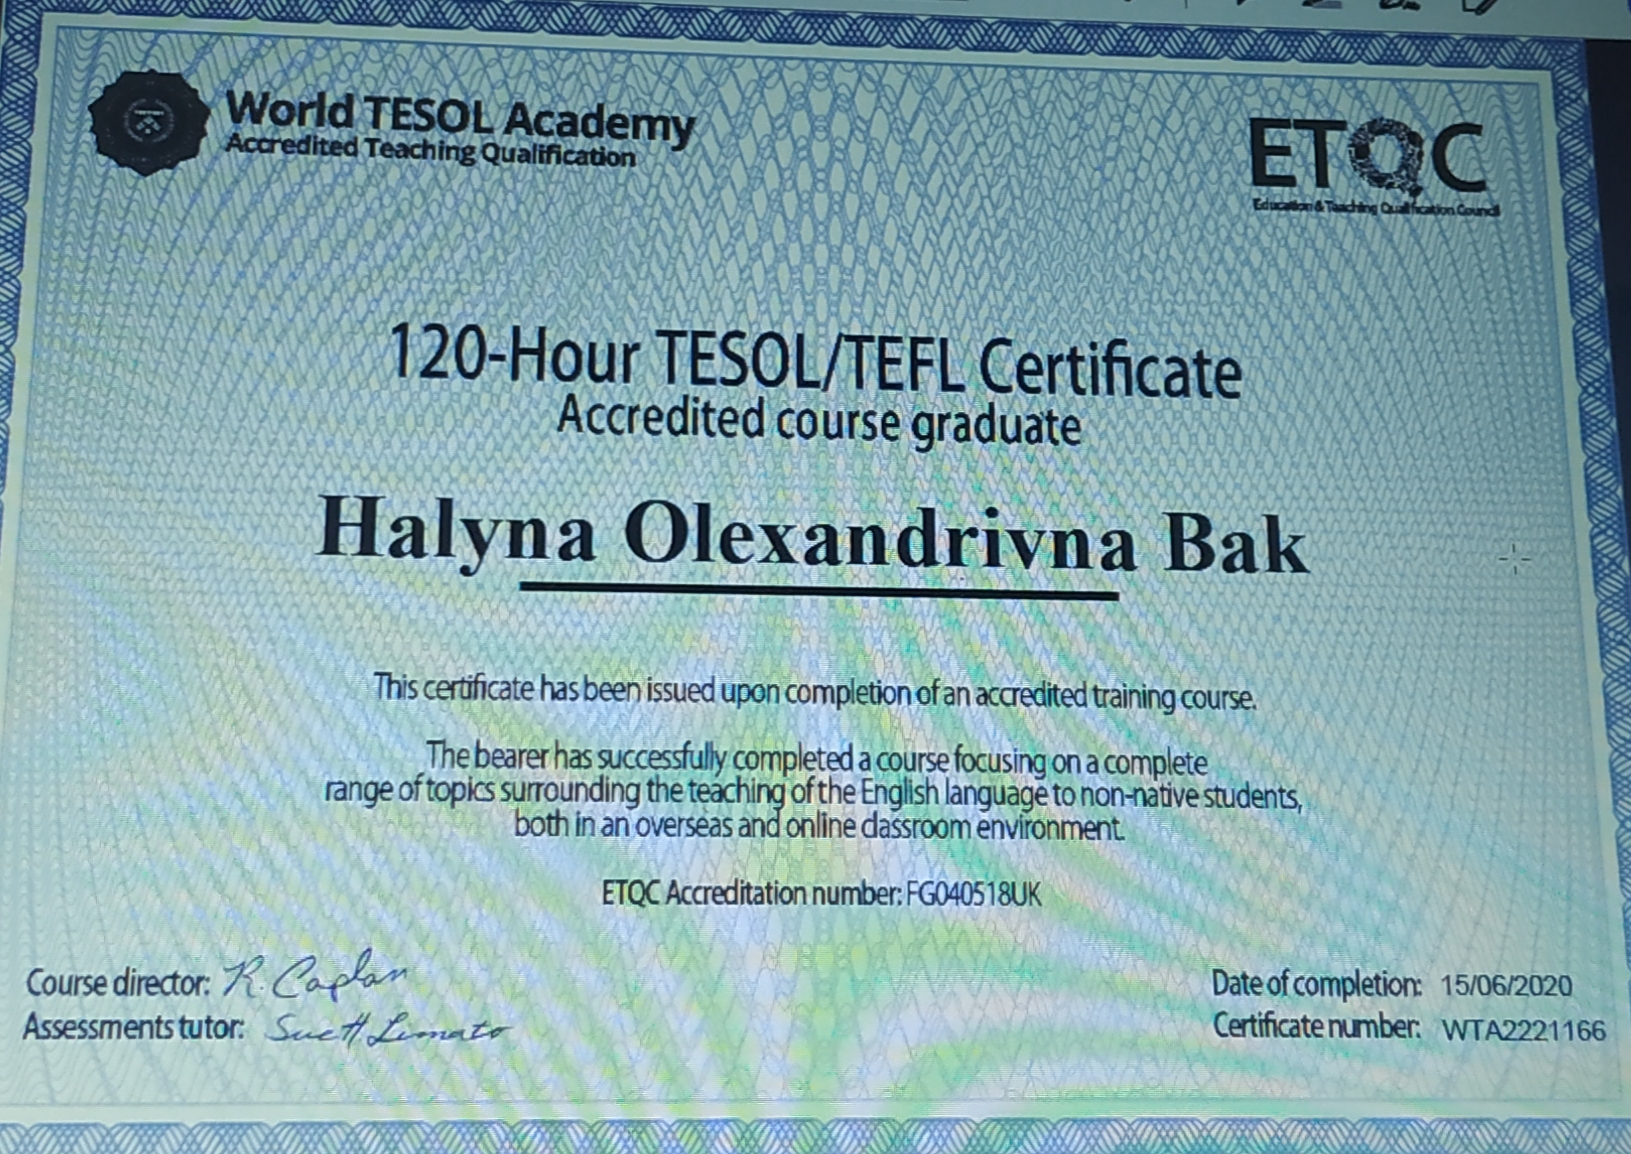 World TESOL Academy
Accredited Teaching Qualification
ETQC
Education & Teaching Qualification Council
120-Hour TESOL/TEFL Certificate
Accredited course graduate
Halyna Olexandrivna Bak
This certificate has been issued upon completion of an accredited training course.
The bearer has successfully completed a course focusing on a complete
range of topics surrounding the teaching of the English language to non-native students,
both in an overseas and online classroom environment.
ETQC Accreditation number: FG040518UK
Course director: R. Caplan
Assessments tutor:
Date of completion: 15/06/2020
Certificate number: WTA2221166